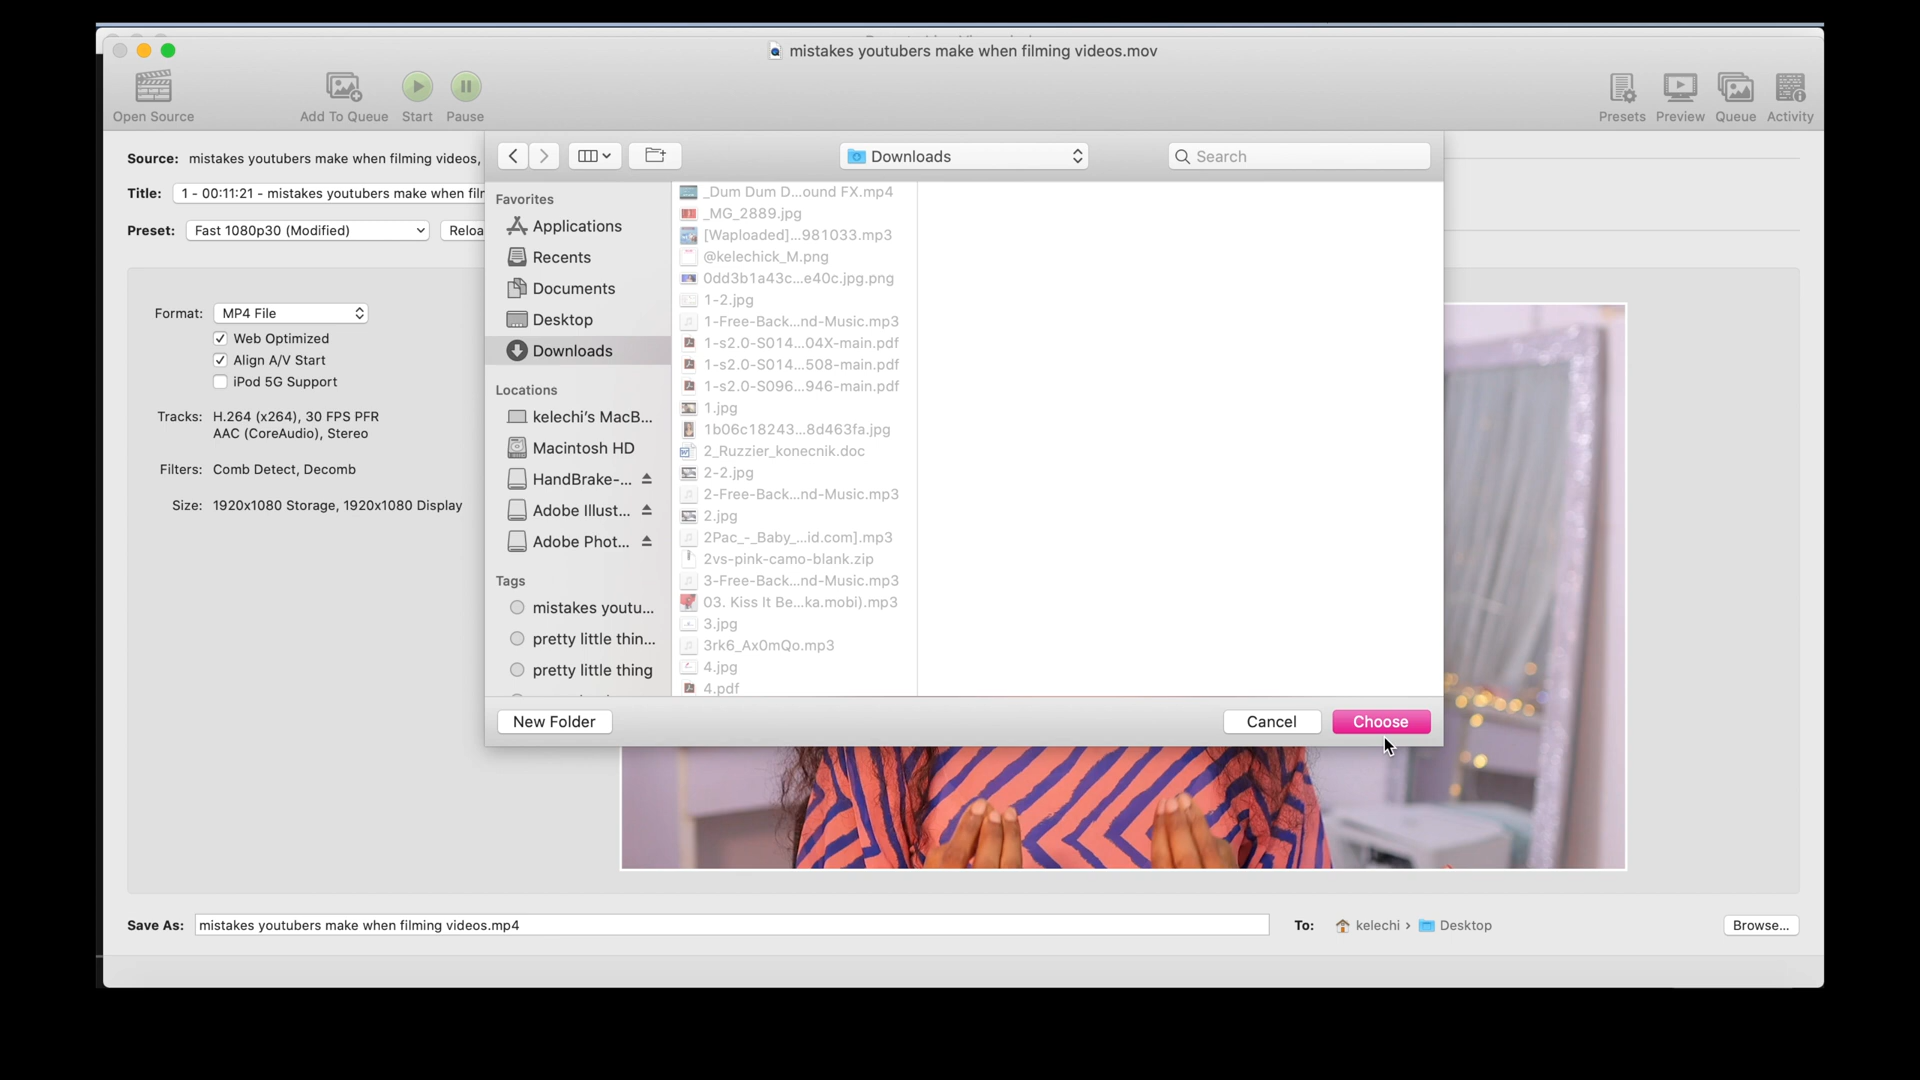 mistakes youtubers make when filming videos.mov
Open Source
Add To Queue
Start
Pause
Presets
Preview
Queue
Activity
Source: mistakes youtubers make when filming videos,
Title: 1 - 00:11:21 - mistakes youtubers make when filr
Preset: Fast 1080p30 (Modified)
Reloa
Format: MP4 File
Web Optimized
Align A/V Start
iPod 5G Support
Tracks: H.264 (x264), 30 FPS PFR
AAC (CoreAudio), Stereo
Filters: Comb Detect, Decomb
Size: 1920x1080 Storage, 1920x1080 Display
Downloads
Search
Favorites
Applications
Recents
Documents
Desktop
Downloads
Locations
kelechi's MacB...
Macintosh HD
HandBrake-...
Adobe Illust...
Adobe Phot...
Tags
mistakes youtu...
pretty little thin...
pretty little thing
_Dum Dum D...ound FX.mp4
_MG_2889.jpg
[Waploaded]...981033.mp3
@kelechick_M.png
0dd3b1a43c...e40c.jpg.png
1-2.jpg
1-Free-Back...nd-Music.mp3
1-s2.0-S014...04X-main.pdf
1-s2.0-S014...508-main.pdf
1-s2.0-S096...946-main.pdf
1.jpg
1b06c18243...8d463fa.jpg
2_Ruzzier_konecnik.doc
2-2.jpg
2-Free-Back...nd-Music.mp3
2.jpg
2Pac_-_Baby_...id.com].mp3
2vs-pink-camo-blank.zip
3-Free-Back...nd-Music.mp3
03. Kiss It Be...ka.mobi).mp3
3.jpg
3rk6_Ax0mQo.mp3
4.jpg
4.pdf
New Folder
Cancel
Choose
Save As: mistakes youtubers make when filming videos.mp4
To: kelechi › Desktop
Browse...